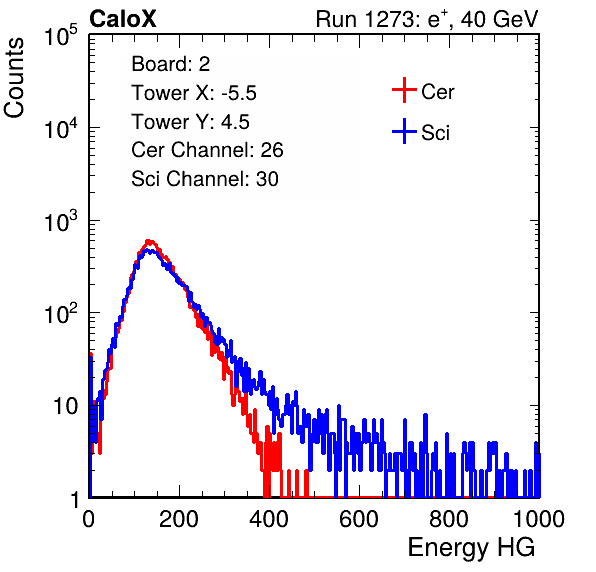 CaloX Run 1273: e⁺, 40 GeV
Counts
Board: 2
Tower X: -5.5
Tower Y: 4.5
Cer Channel: 26
Sci Channel: 30
Cer
Sci
10⁵
10⁴
10³
10²
10
1
0 200 400 600 800 1000
Energy HG